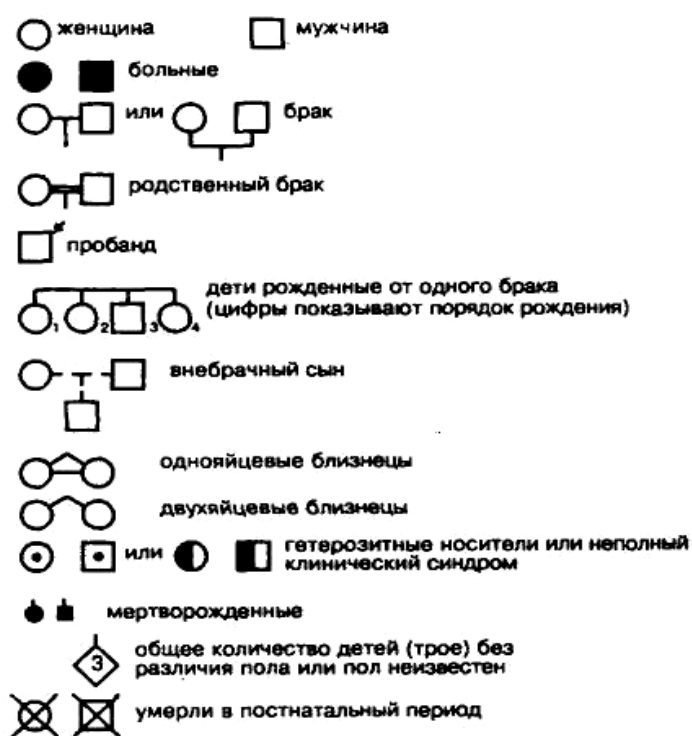 женщина мужчина
больные
или брак
родственный брак
пробанд
дети рожденные от одного брака
(цифры показывают порядок рождения)
1 2 3 4
внебрачный сын
однояйцевые близнецы
двухяйцевые близнецы
или гетерозитные носители или неполный
клинический синдром
мертворожденные
общее количество детей (трое) без
3
различия пола или пол неизвестен
умерли в постнатальный период